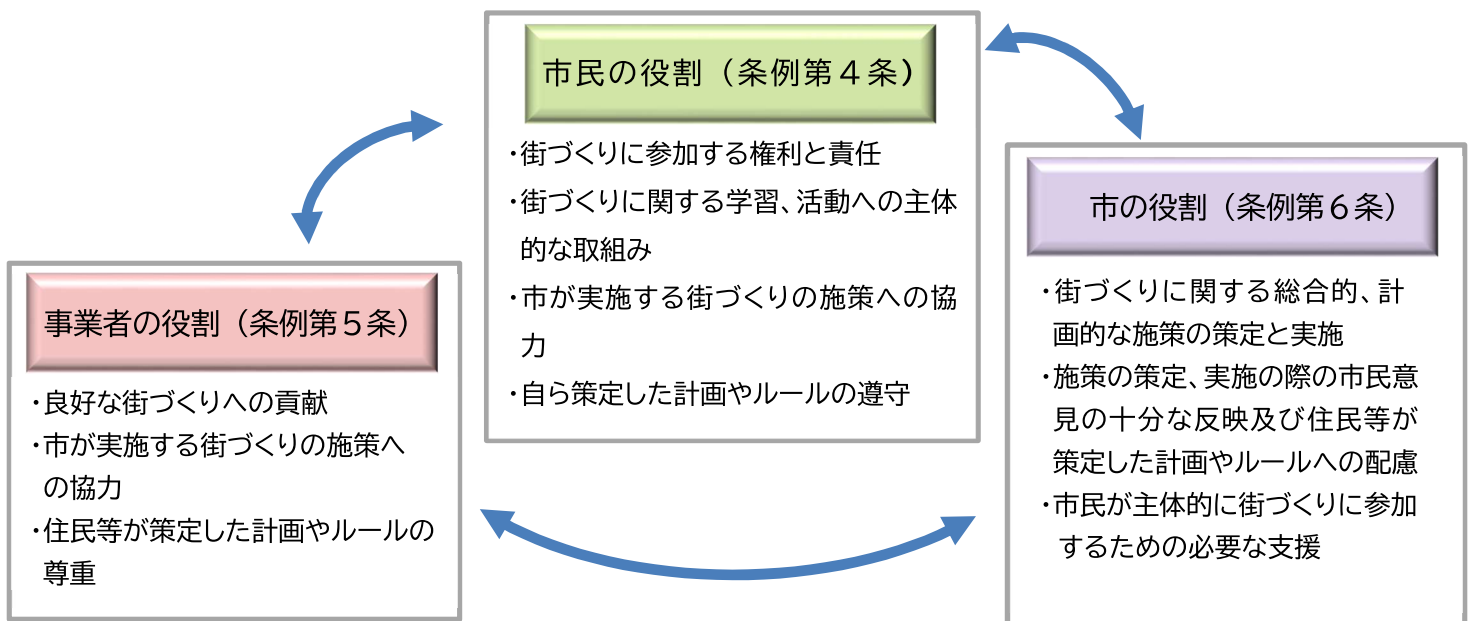 市民の役割（条例第４条）
・街づくりに参加する権利と責任
・街づくりに関する学習、活動への主体
的な取組み
・市が実施する街づくりの施策への協
力
・自ら策定した計画やルールの遵守
事業者の役割（条例第５条）
・良好な街づくりへの貢献
・市が実施する街づくりの施策へ
の協力
・住民等が策定した計画やルールの
尊重
市の役割（条例第６条）
・街づくりに関する総合的、計
画的な施策の策定と実施
・施策の策定、実施の際の市民意
見の十分な反映及び住民等が
策定した計画やルールへの配慮
・市民が主体的に街づくりに参加
するための必要な支援